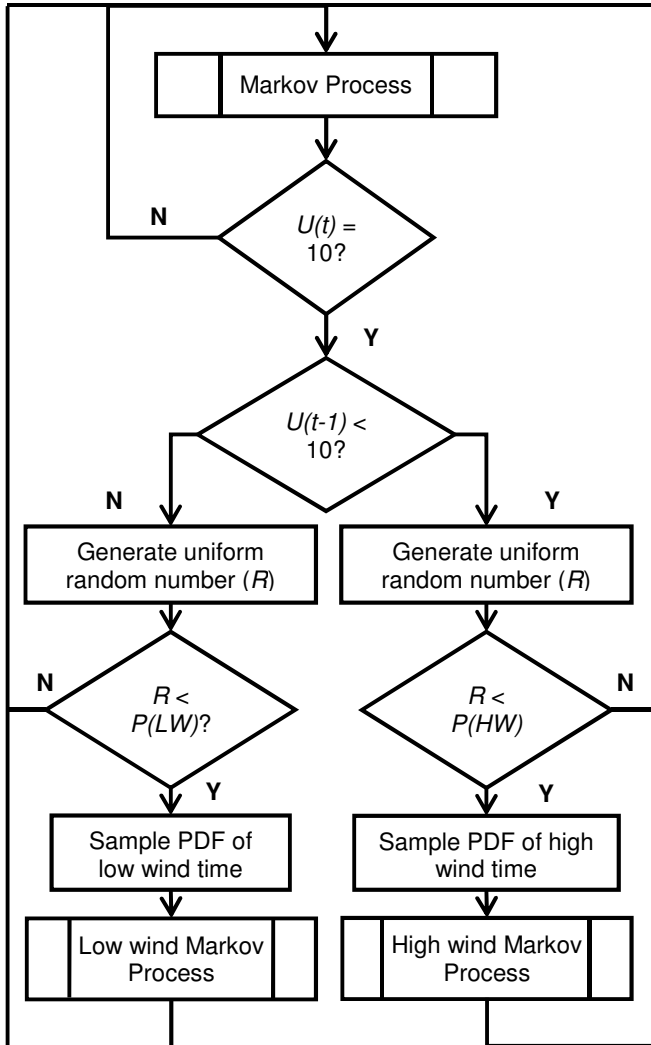 Markov Process
N
U(t) =
10?
Y
U(t-1) <
10?
N
Y
Generate uniform
random number (R)
Generate uniform
random number (R)
N
R <
P(LW)?
R <
P(HW)
N
Y
Y
Sample PDF of
low wind time
Sample PDF of high
wind time
Low wind Markov
Process
High wind Markov
Process